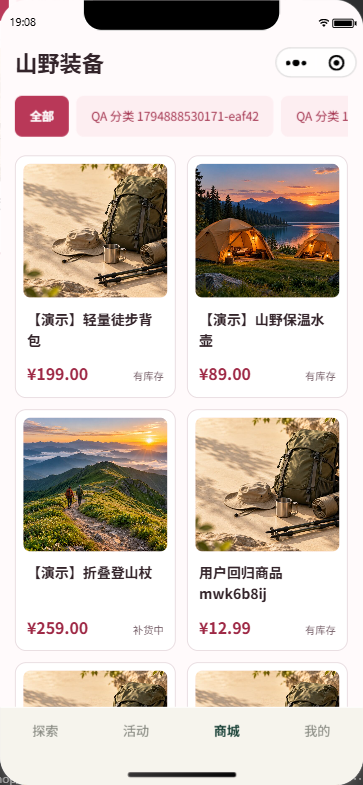 19:08
山野装备
全部
QA 分类 1794888530171-eaf42
QA 分类 1
【演示】轻量徒步背
包
¥199.00
有库存
【演示】山野保温水
壶
¥89.00
有库存
【演示】折叠登山杖
¥259.00
补货中
用户回归商品
mwk6b8ij
¥12.99
有库存
探索
活动
商城
我的